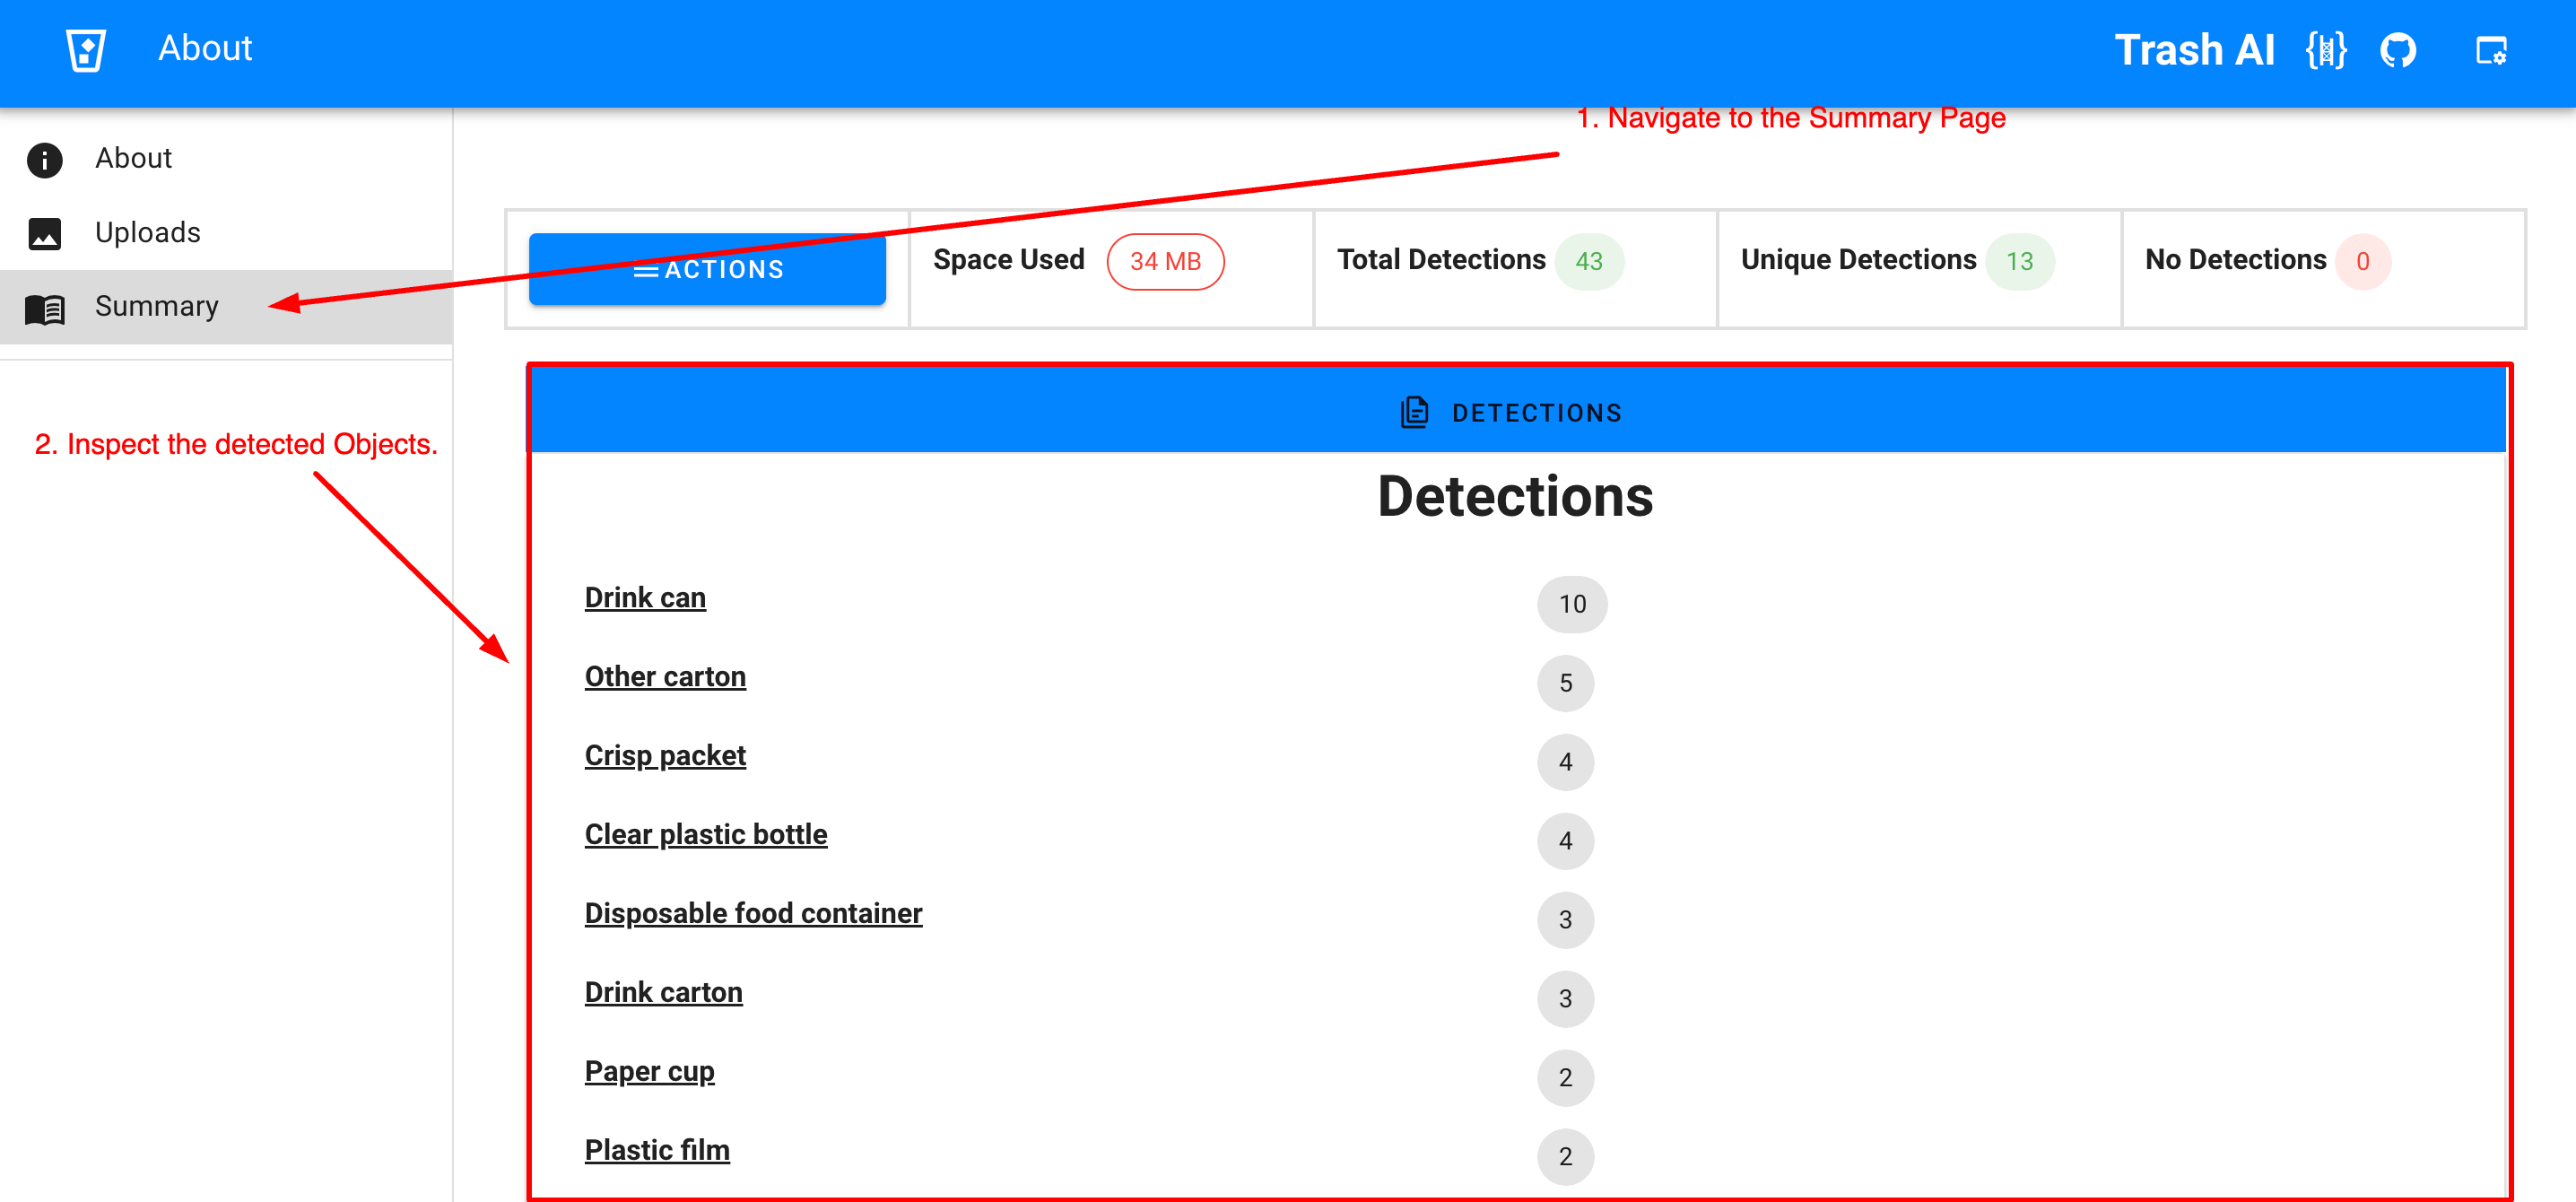 About
Trash AI
1. Navigate to the Summary Page
About
Uploads
Summary
ACTIONS
Space Used 34 MB
Total Detections 43
Unique Detections 13
No Detections 0
2. Inspect the detected Objects.
DETECTIONS
Detections
Drink can 10
Other carton 5
Crisp packet 4
Clear plastic bottle 4
Disposable food container 3
Drink carton 3
Paper cup 2
Plastic film 2